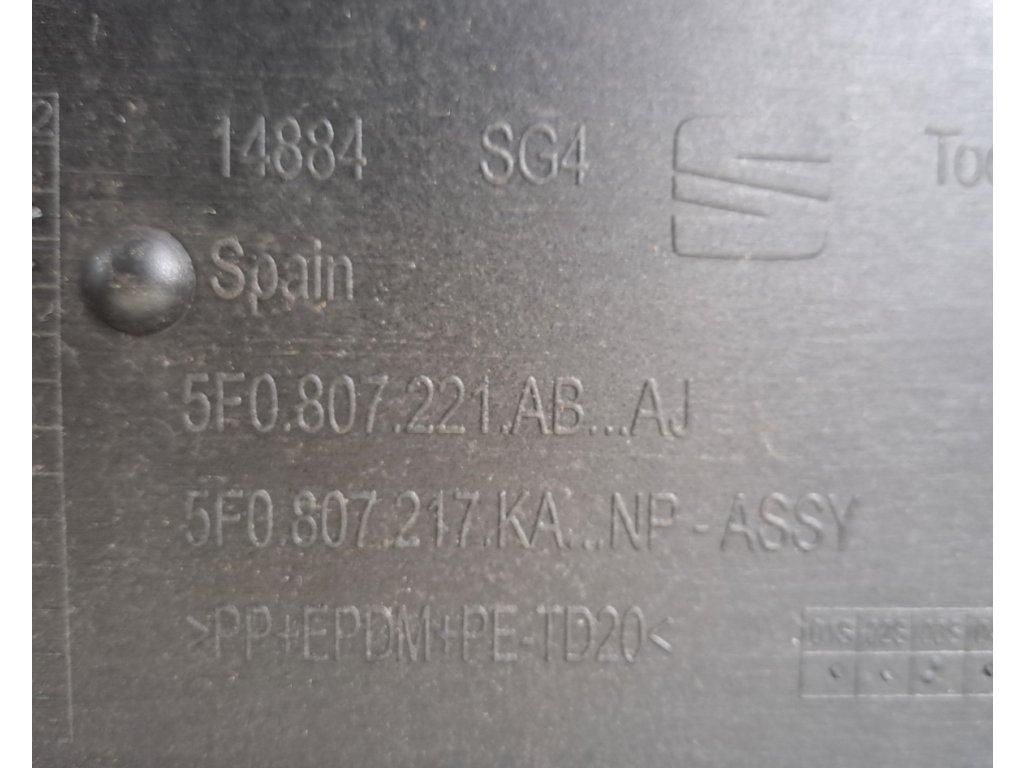 14884 SG4
Spain
5F0.807.221.AB...AJ
5F0.807.217.KA...NP - ASSY
>PP+EPDM+PE-TD20<